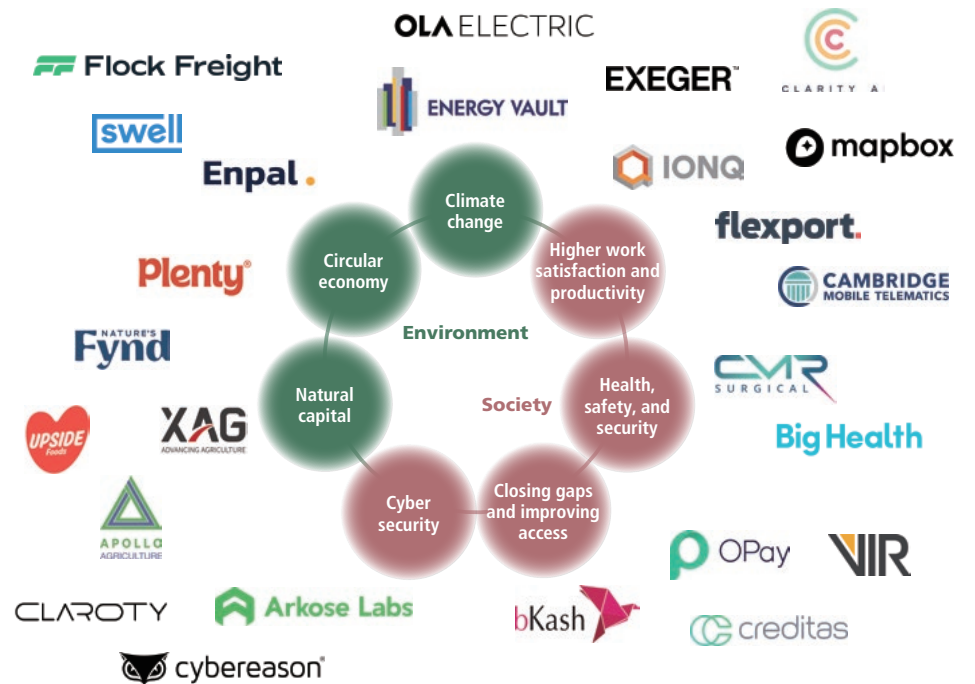 OLA ELECTRIC
Flock Freight
EXEGER™
CLARITY A
ENERGY VAULT
swell
mapbox
Enpal.
IONQ
Climate
change
flexport.
Higher work
satisfaction and
productivity
Circular
economy
Plenty®
CAMBRIDGE
MOBILE TELEMATICS
Environment
NATURE'S
Fynd
CMR
SURGICAL
Natural
capital
Society
Health,
safety, and
security
UPSIDE
Foods
XAG
ADVANCING AGRICULTURE
Big Health
Cyber
security
Closing gaps
and improving
access
APOLLO
AGRICULTURE
OPay
VIR
CLAROTY
Arkose Labs
bKash
creditas
cybereason®